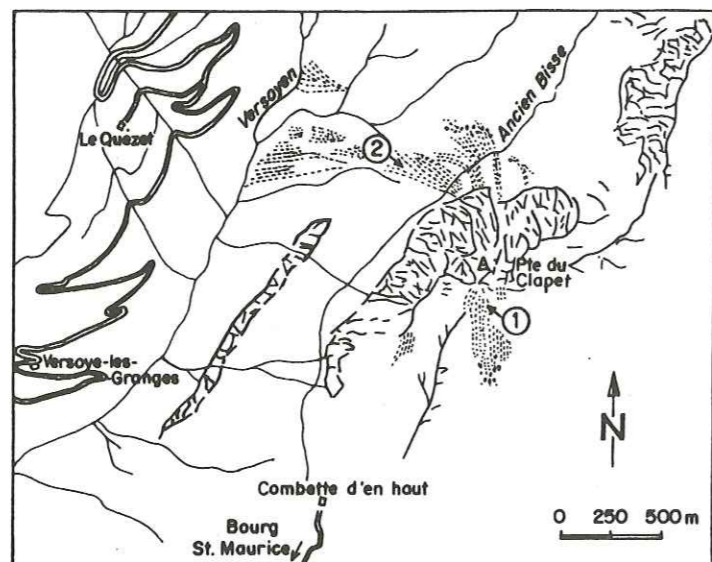 Versoyen
Ancien Bisse
Le Quezet
2
A
Pte du
Clapet
1
Versoye-les-
Granges
N
Combette d'en haut
Bourg
St. Maurice
0 250 500 m